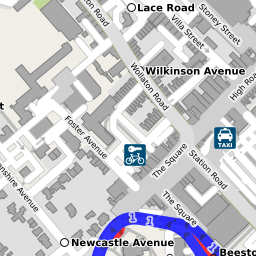 Lace Road
Stoney Street
Villa Street
Wollaton Road
Wilkinson Avenue
High Road
Foster Avenue
TAXI
The Square
Station Road
The Square
1
1
Newcastle Avenue